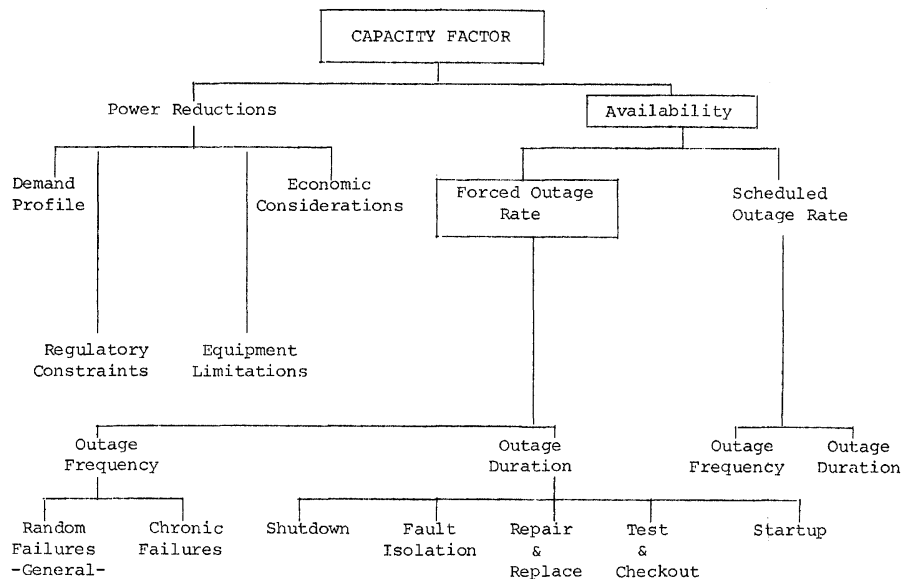 CAPACITY FACTOR
Power Reductions
Availability
Demand
Profile
Economic
Considerations
Forced Outage
Rate
Scheduled
Outage Rate
Regulatory
Constraints
Equipment
Limitations
Outage
Frequency
Outage
Duration
Outage
Frequency
Outage
Duration
Random
Failures
-General-
Chronic
Failures
Shutdown
Fault
Isolation
Repair
&
Replace
Test
&
Checkout
Startup